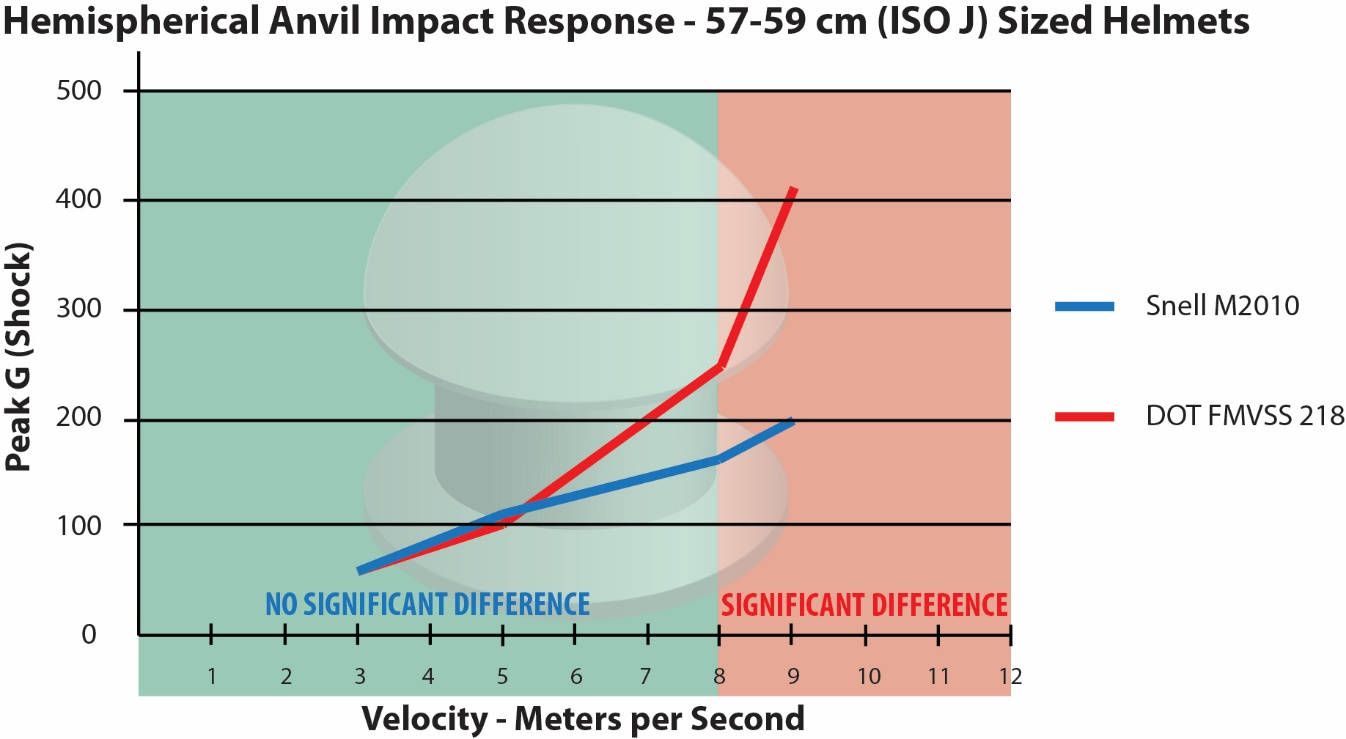 Hemispherical Anvil Impact Response - 57-59 cm (ISO J) Sized Helmets
Peak G (Shock)
500
400
300
200
100
0
NO SIGNIFICANT DIFFERENCE
SIGNIFICANT DIFFERENCE
1 2 3 4 5 6 7 8 9 10 11 12
Velocity - Meters per Second
Snell M2010
DOT FMVSS 218